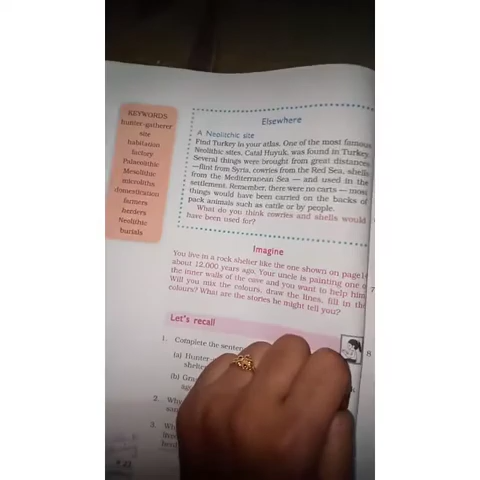 KEYWORDS
hunter-gatherer
site
habitation
factory
Palaeolithic
Mesolithic
microliths
domestication
farmers
herders
Neolithic
burials
Elsewhere
A Neolitchic site
Find Turkey in your atlas. One of the most famous
Neolithic sites, Catal Huyuk, was found in Turkey.
Several things were brought from great distances
—flint from Syria, cowries from the Red Sea, shells
from the Mediterranean Sea — and used in the
settlement. Remember, there were no carts — most
things would have been carried on the backs of
pack animals such as cattle or by people.
What do you think cowries and shells would
have been used for?
Imagine
You live in a rock shelter like the one shown on page
about 12,000 years ago. Your uncle is painting one
the inner walls of the cave and you want to help him.
Will you mix the colours, draw the lines, fill in the
colours? What are the stories he might tell you?
Let's recall
1. Complete the
(a) Hunter-
(b)
2. Why
3.
7
8